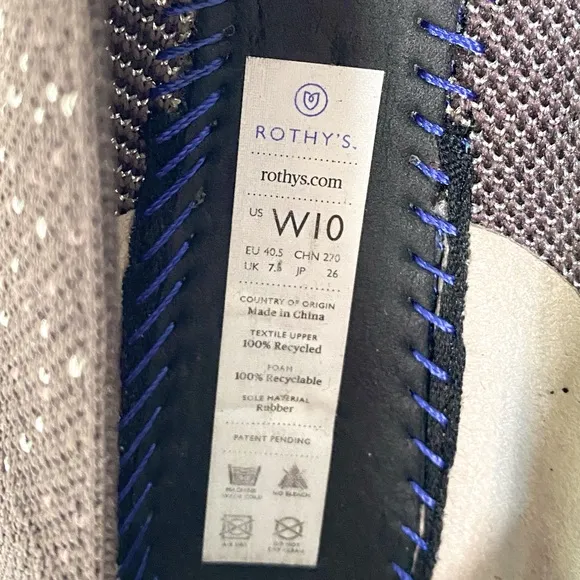 ROTHY'S™
rothys.com
US W10
EU 40.5 CHN 270
UK 7.5 JP 26
COUNTRY OF ORIGIN
Made in China
TEXTILE UPPER
100% Recycled
FOAM
100% Recyclable
SOLE MATERIAL
Rubber
PATENT PENDING
NO BLEACH